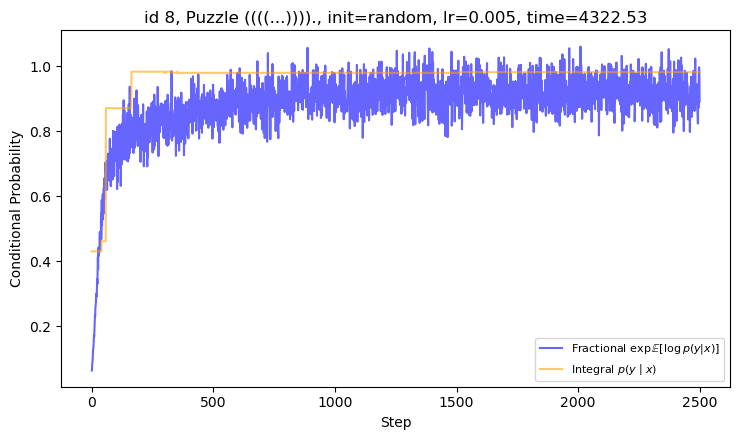 id 8, Puzzle ((((...))))., init=random, lr=0.005, time=4322.53
Conditional Probability
1.0
0.8
0.6
0.4
0.2
0
500
1000
1500
2000
2500
Step
Fractional exp𝔼[log p(y|x)]
Integral p(y | x)